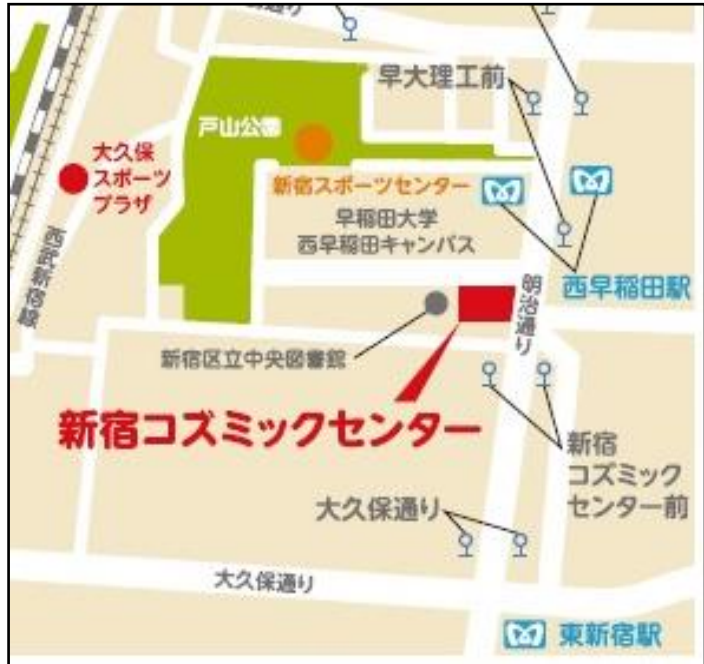 通り
早大理工前
戸山公園
大久保
スポーツ
プラザ
新宿スポーツセンター
早稲田大学
西早稲田キャンパス
西武新宿線
西早稲田駅
明治通り
新宿区立中央図書館
新宿コズミックセンター
新宿
コズミック
センター前
大久保通り
大久保通り
東新宿駅